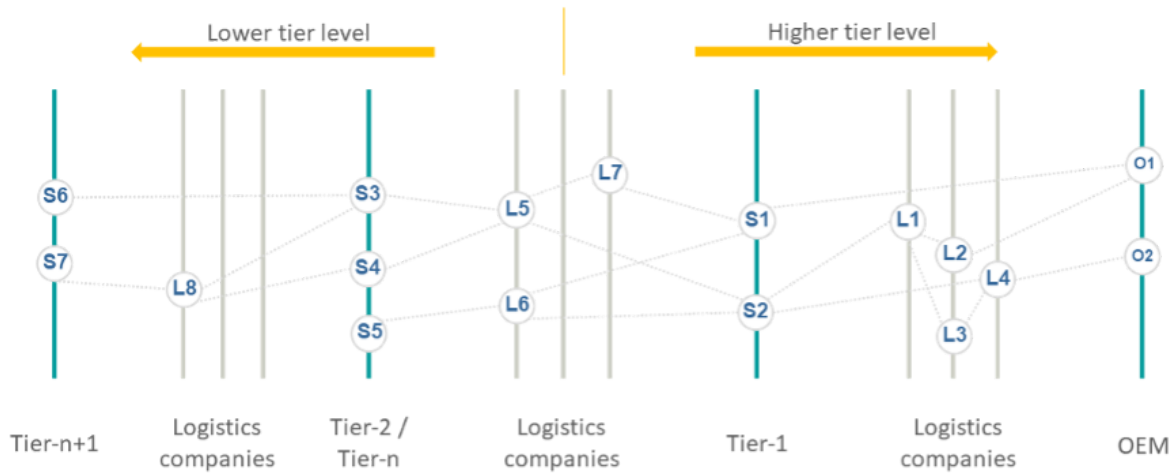 Lower tier level
Higher tier level
L7
O1
S6
S3
L5
S1
L1
S7
S4
L2
O2
L8
L4
L6
S2
S5
L3
Tier-n+1
Logistics
companies
Tier-2 /
Tier-n
Logistics
companies
Tier-1
Logistics
companies
OEM